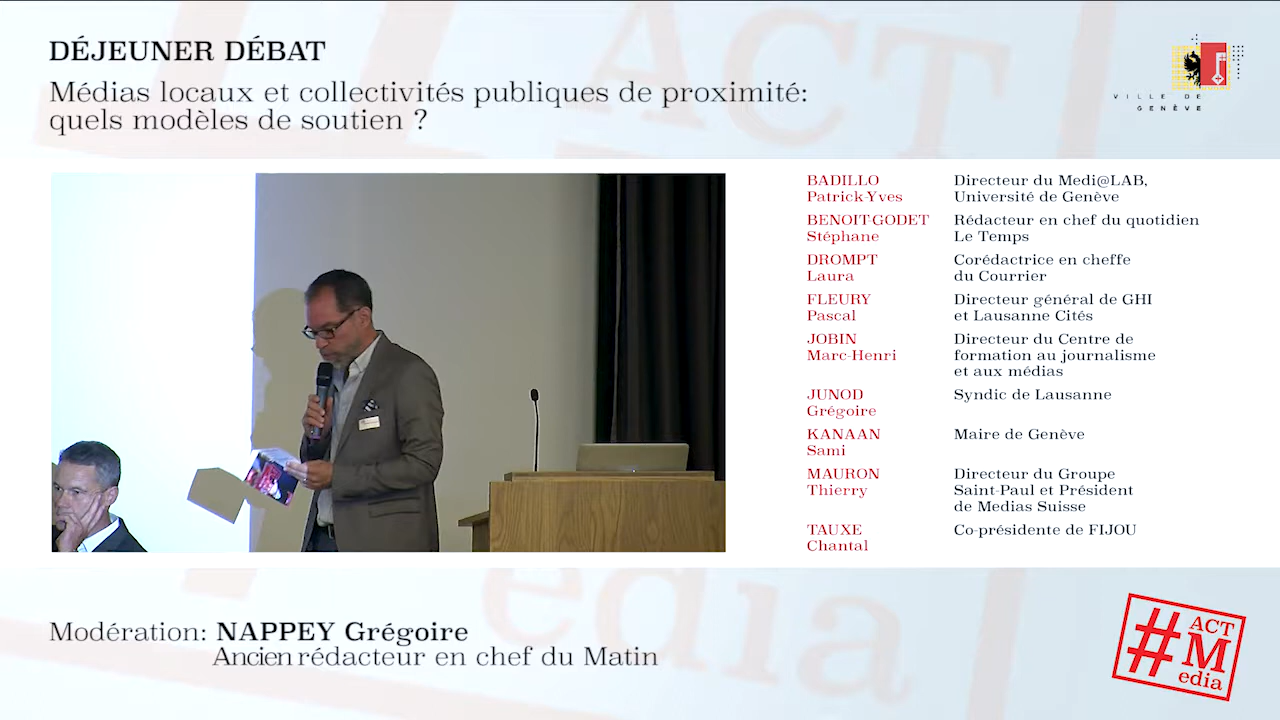 DÉJEUNER DÉBAT
Médias locaux et collectivités publiques de proximité:
quels modèles de soutien ?
VILLE DE
GENÈVE
BADILLO
Patrick-Yves
Directeur du Medi@LAB,
Université de Genève
BENOIT-GODET
Stéphane
Rédacteur en chef du quotidien
Le Temps
DROMPT
Laura
Corédactrice en cheffe
du Courrier
FLEURY
Pascal
Directeur général de GHI
et Lausanne Cités
JOBIN
Marc-Henri
Directeur du Centre de
formation au journalisme
et aux médias
JUNOD
Grégoire
Syndic de Lausanne
KANAAN
Sami
Maire de Genève
MAURON
Thierry
Directeur du Groupe
Saint-Paul et Président
de Medias Suisse
TAUXE
Chantal
Co-présidente de FIJOU
Modération: NAPPEY Grégoire
Ancien rédacteur en chef du Matin
#ACT
Media
ACT
edia